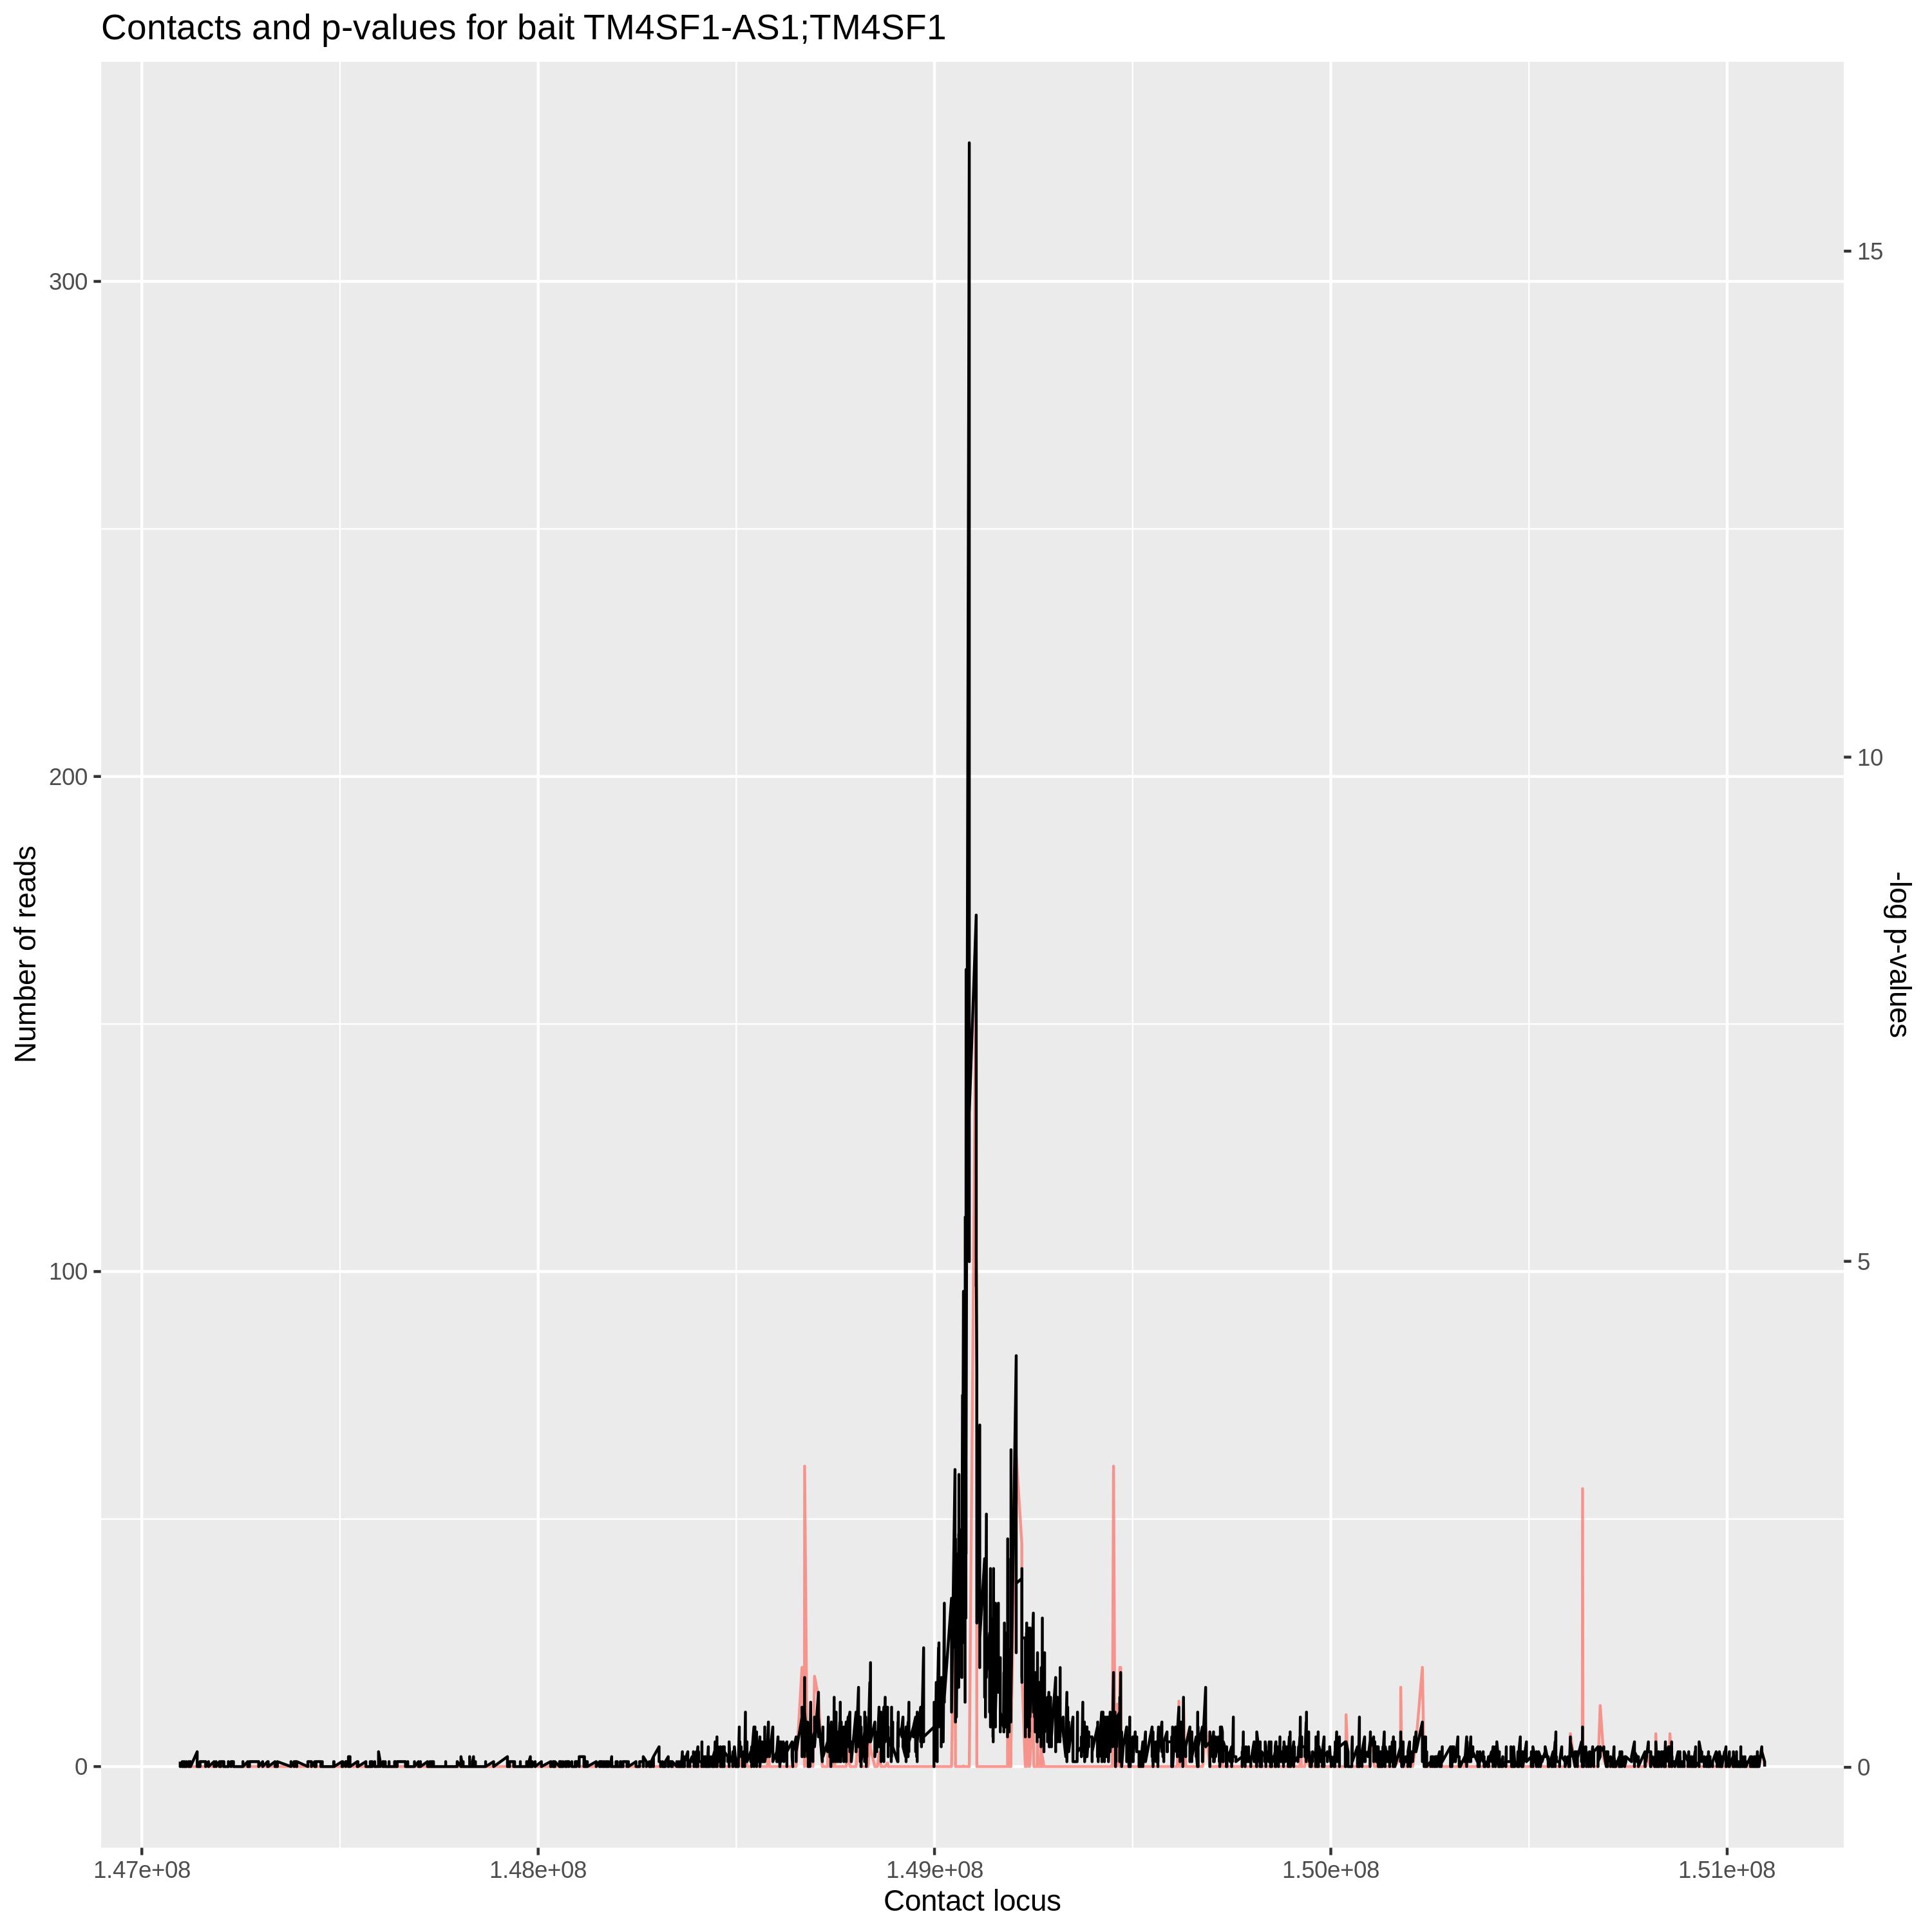 Contacts and p-values for bait TM4SF1-AS1;TM4SF1
Number of reads
300
200
100
0
15
10
5
0
-log p-values
1.47e+08
1.48e+08
1.49e+08
1.50e+08
1.51e+08
Contact locus